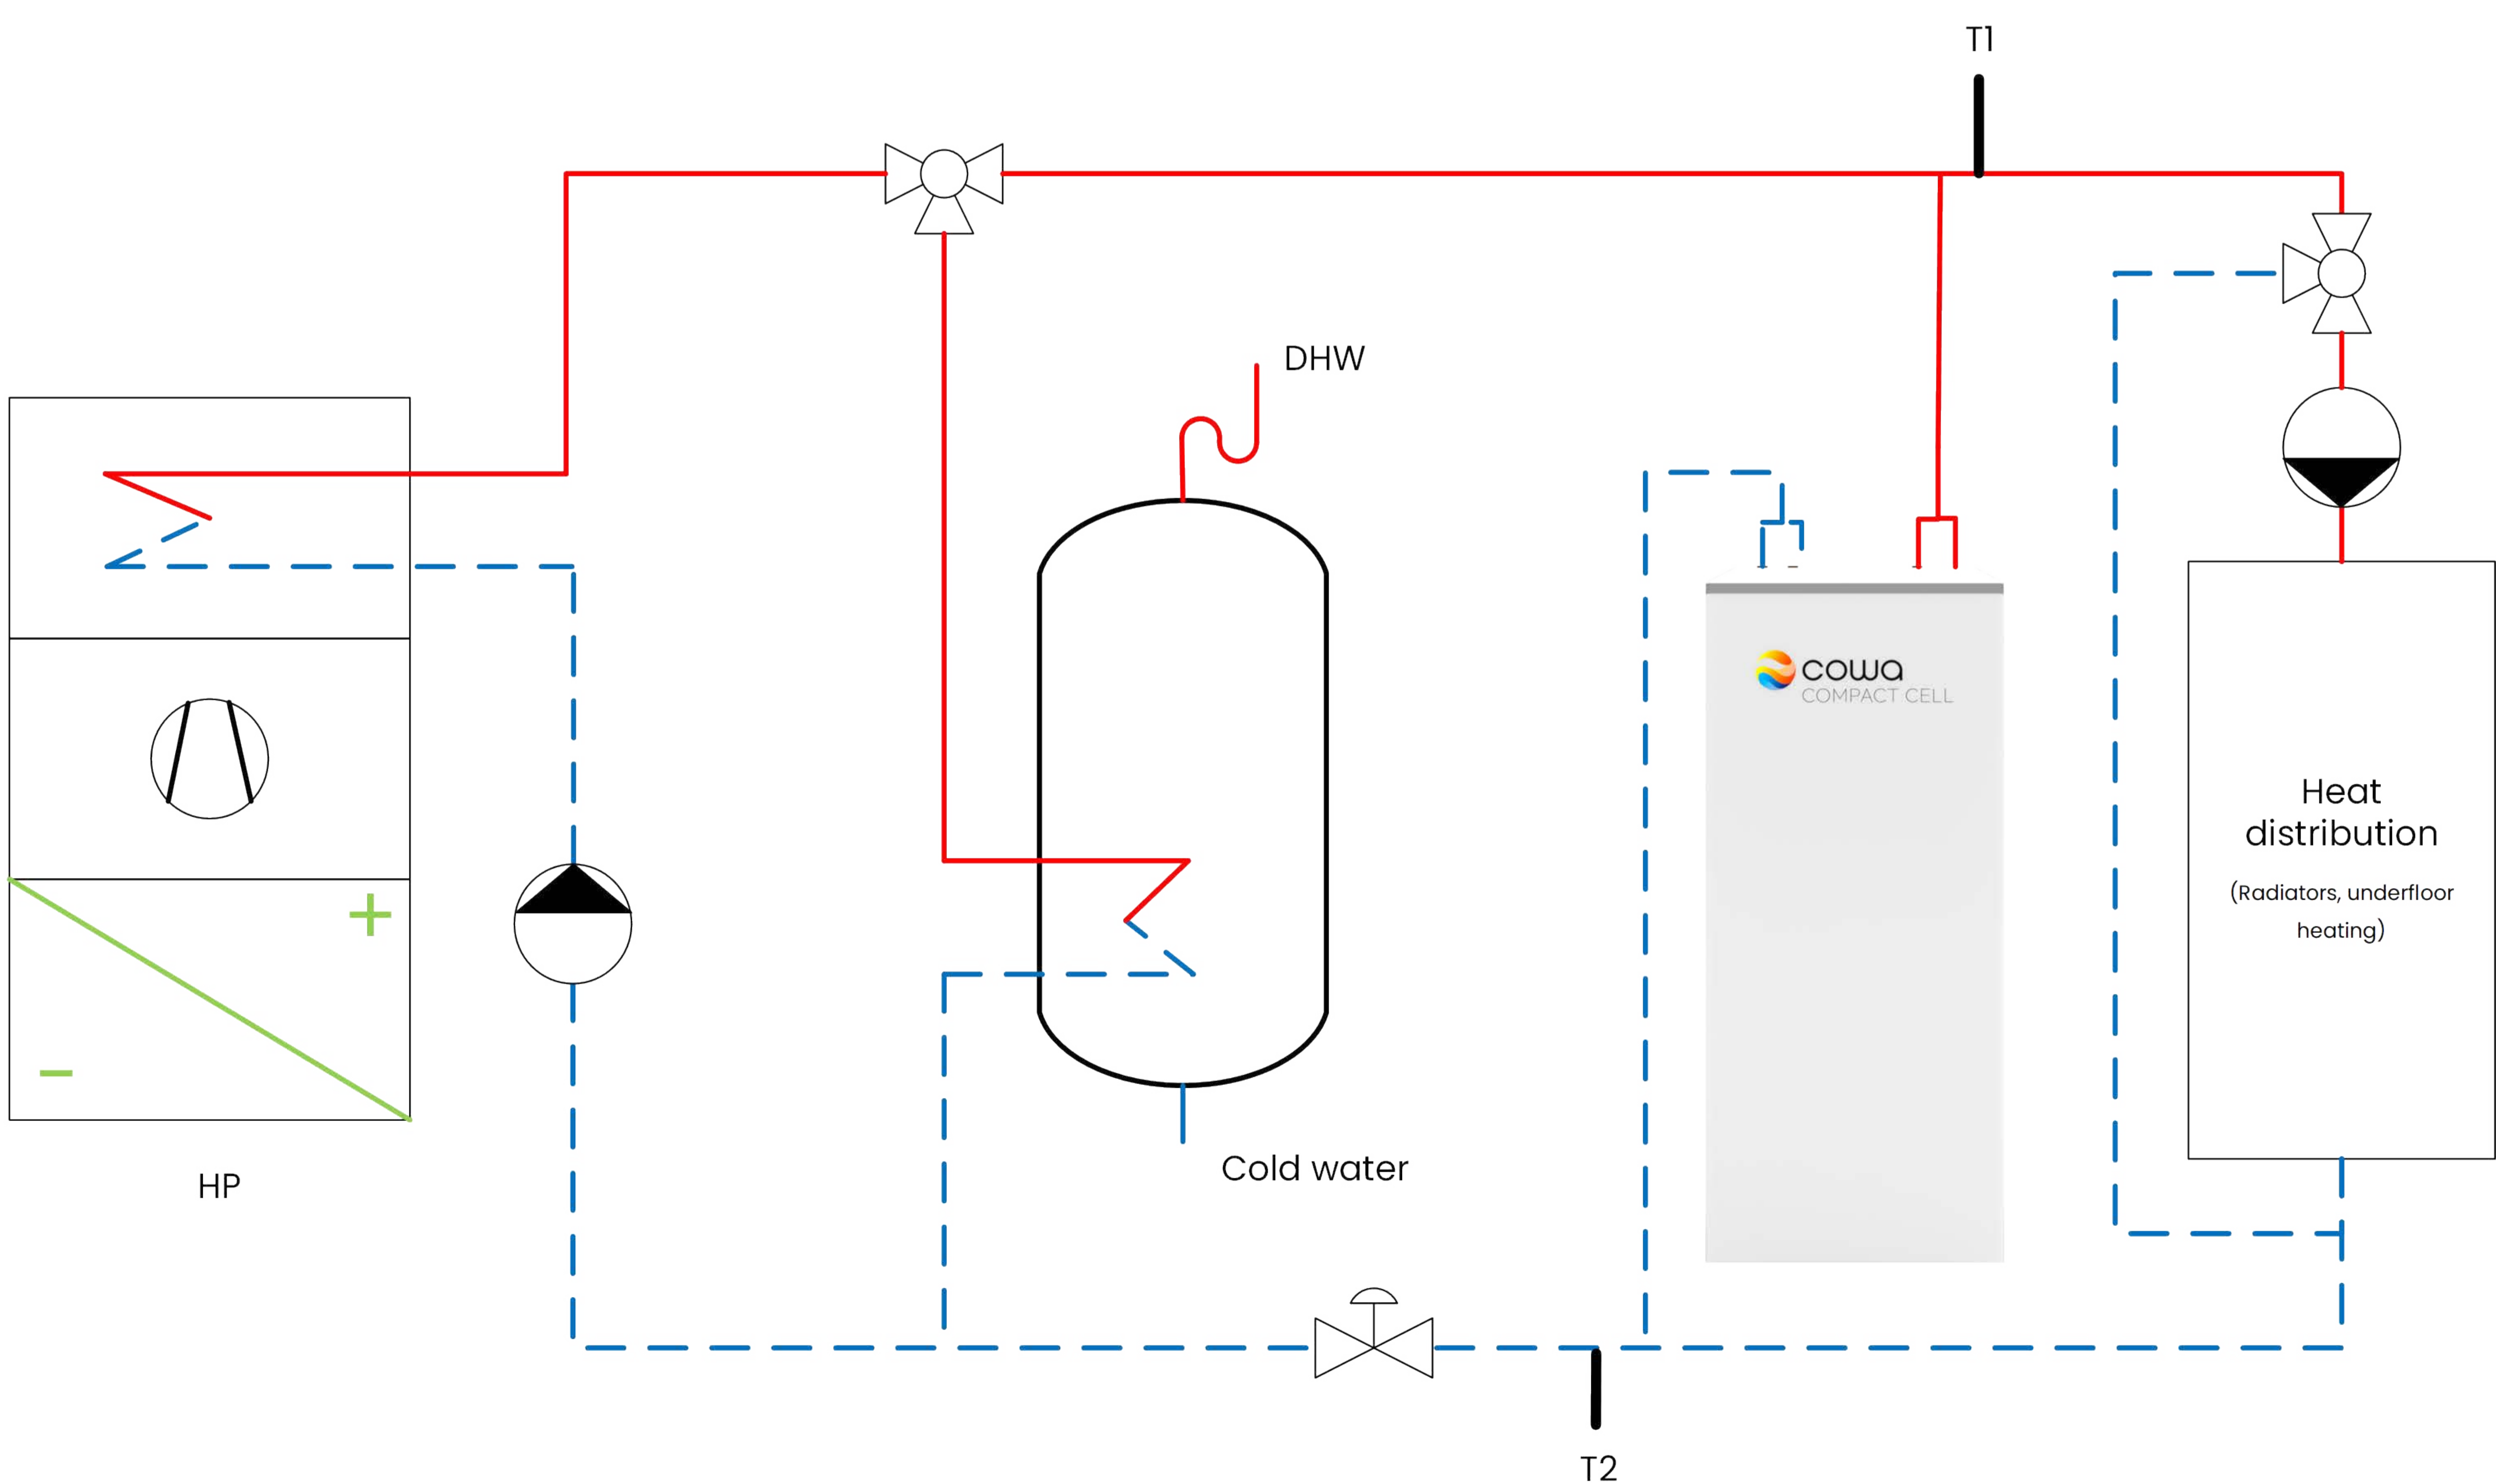 T1
DHW
cowa
COMPACT CELL
Heat
distribution
(Radiators, underfloor
heating)
+
−
Cold water
HP
T2